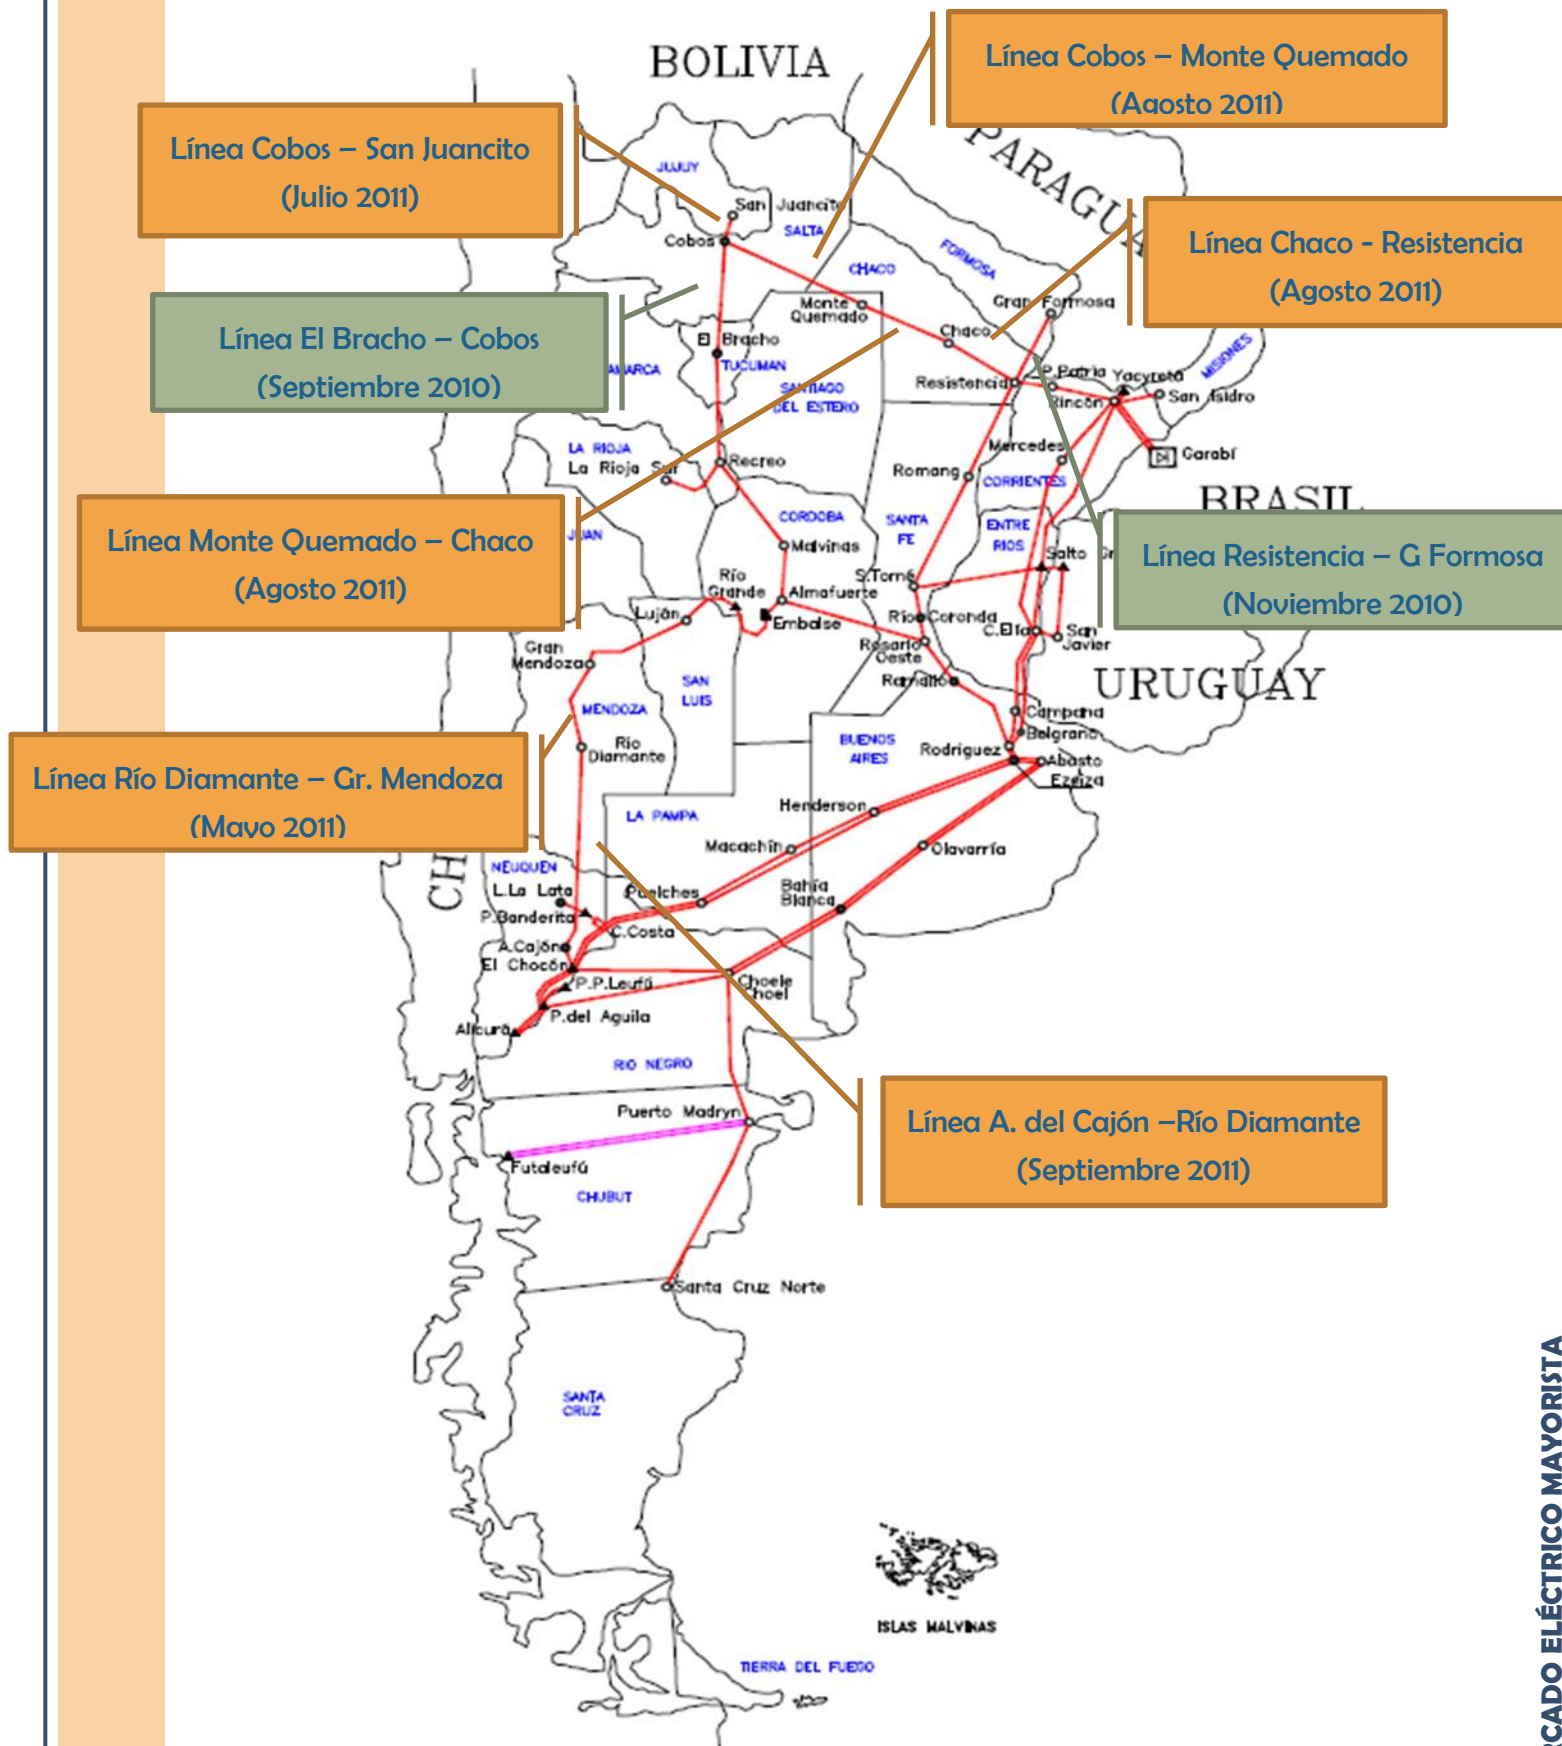 BOLIVIA
Línea Cobos – Monte Quemado
(Agosto 2011)
PARAGUA
Línea Cobos – San Juancito
(Julio 2011)
JUJUY
San Juancito
SALTA
Cobos
Línea Chaco - Resistencia
(Agosto 2011)
FORMOSA
CHACO
Gran Formosa
Monte
Quemado
Línea El Bracho – Cobos
(Septiembre 2010)
Chaco
Bracho
TUCUMAN
AMARCA
MISIONES
SANTIAGO
DEL ESTERO
Resistencia
P.Patria
Yacyretá
San Isidro
Rincón
LA RIOJA
La Rioja Sur
Recreo
Mercedes
Garabí
Romang
CORRIENTES
BRASIL
Línea Monte Quemado – Chaco
(Agosto 2011)
JUAN
CORDOBA
Malvinas
SANTA
FE
ENTRE
RIOS
Salto Gr
Línea Resistencia – G Formosa
(Noviembre 2010)
Río
Grande
Almafuerte
S.Tomé
Luján
Embalse
Río Coronda
C.Elía
San
Javier
Rosario
Oeste
Gran
Mendoza
Ramallo
SAN
LUIS
URUGUAY
MENDOZA
Campana
Belgrano
Río
Diamante
BUENOS
AIRES
Rodriguez
Abasto
Ezeiza
Línea Río Diamante – Gr. Mendoza
(Mayo 2011)
LA PAMPA
Henderson
Macachín
Olavarría
CH
NEUQUEN
L.La Lata
Puelches
Bahía
Blanca
P.Banderita
C.Costa
A.Cajón
El Chocón
P.P.Leufú
Choele
Choel
P.del Aguila
Alicurá
RIO NEGRO
Puerto Madryn
Línea A. del Cajón –Río Diamante
(Septiembre 2011)
Futaleufú
CHUBUT
Santa Cruz Norte
SANTA
CRUZ
ISLAS MALVINAS
TIERRA DEL FUEGO
RCADO ELÉCTRICO MAYORISTA